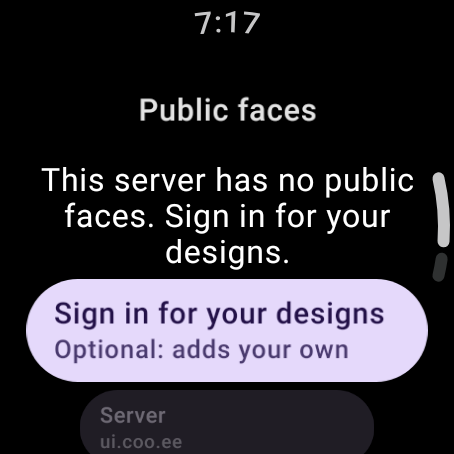 7:17
Public faces
This server has no public
faces. Sign in for your
designs.
Sign in for your designs
Optional: adds your own
Server
ui.coo.ee